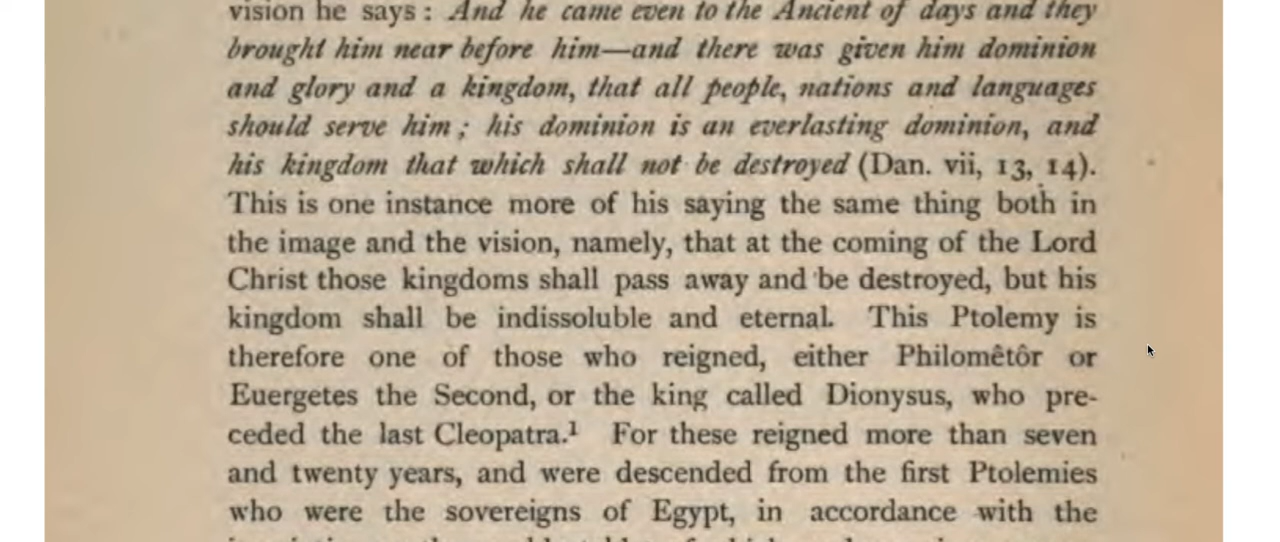 vision he says : And he came even to the Ancient of days and they
brought him near before him—and there was given him dominion
and glory and a kingdom, that all people, nations and languages
should serve him ; his dominion is an everlasting dominion, and
his kingdom that which shall not be destroyed (Dan. vii, 13, 14).
This is one instance more of his saying the same thing both in
the image and the vision, namely, that at the coming of the Lord
Christ those kingdoms shall pass away and be destroyed, but his
kingdom shall be indissoluble and eternal. This Ptolemy is
therefore one of those who reigned, either Philomêtôr or
Euergetes the Second, or the king called Dionysus, who pre-
ceded the last Cleopatra.¹ For these reigned more than seven
and twenty years, and were descended from the first Ptolemies
who were the sovereigns of Egypt, in accordance with the